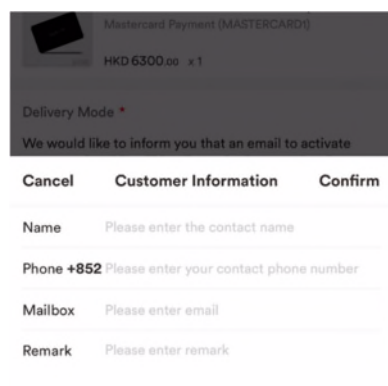 Mastercard Payment (MASTERCARD1)
HKD 6300.00 x 1
Delivery Mode *
We would like to inform you that an email to activate
Cancel Customer Information Confirm
Name Please enter the contact name
Phone +852 Please enter your contact phone number
Mailbox Please enter email
Remark Please enter remark